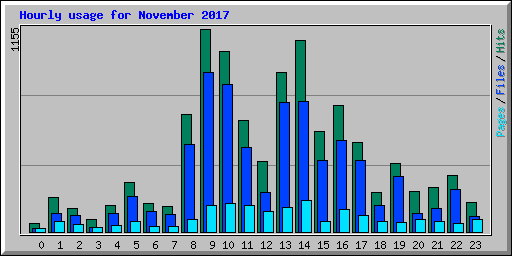 Hourly usage for November 2017
1155
Pages/Files/Hits
0 1 2 3 4 5 6 7 8 9 10 11 12 13 14 15 16 17 18 19 20 21 22 23